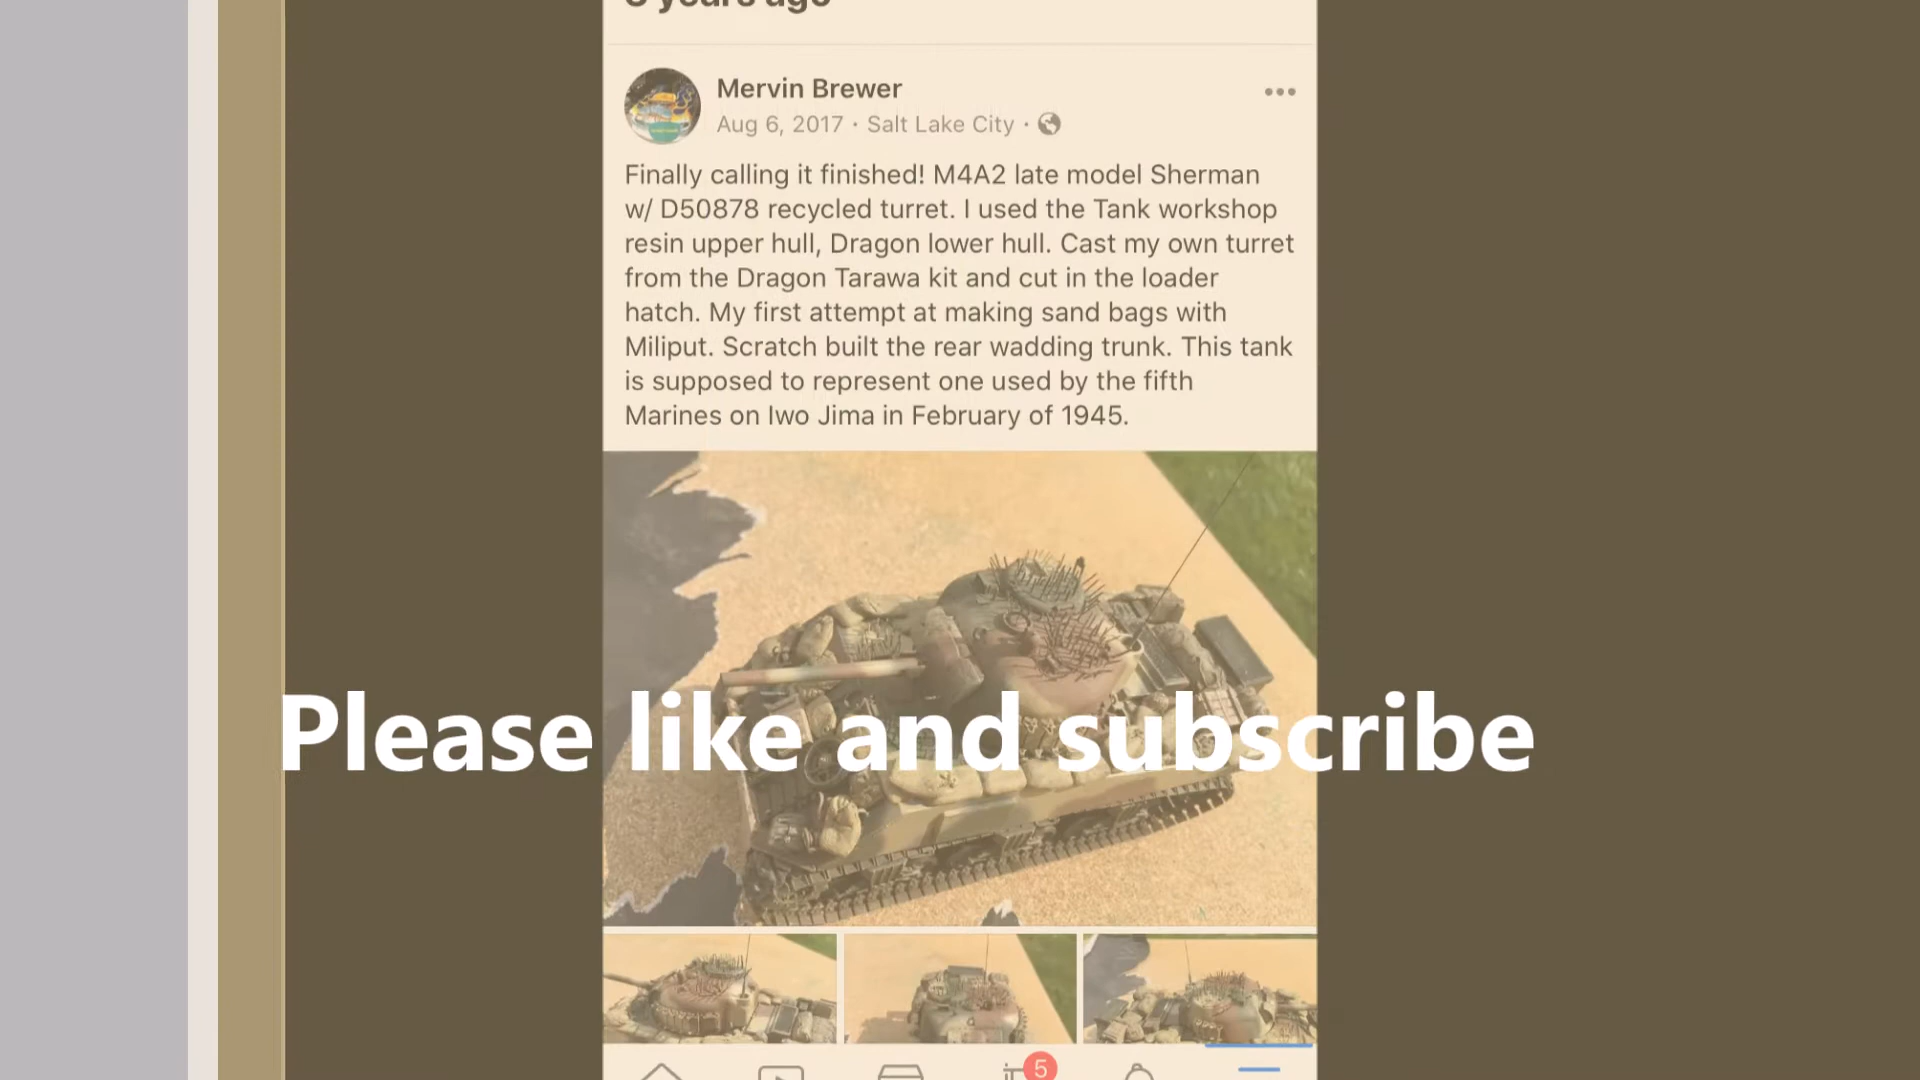 3 years ago
Mervin Brewer
Aug 6, 2017 · Salt Lake City ·
Finally calling it finished! M4A2 late model Sherman
w/ D50878 recycled turret. I used the Tank workshop
resin upper hull, Dragon lower hull. Cast my own turret
from the Dragon Tarawa kit and cut in the loader
hatch. My first attempt at making sand bags with
Miliput. Scratch built the rear wadding trunk. This tank
is supposed to represent one used by the fifth
Marines on Iwo Jima in February of 1945.
Please like and subscribe
5